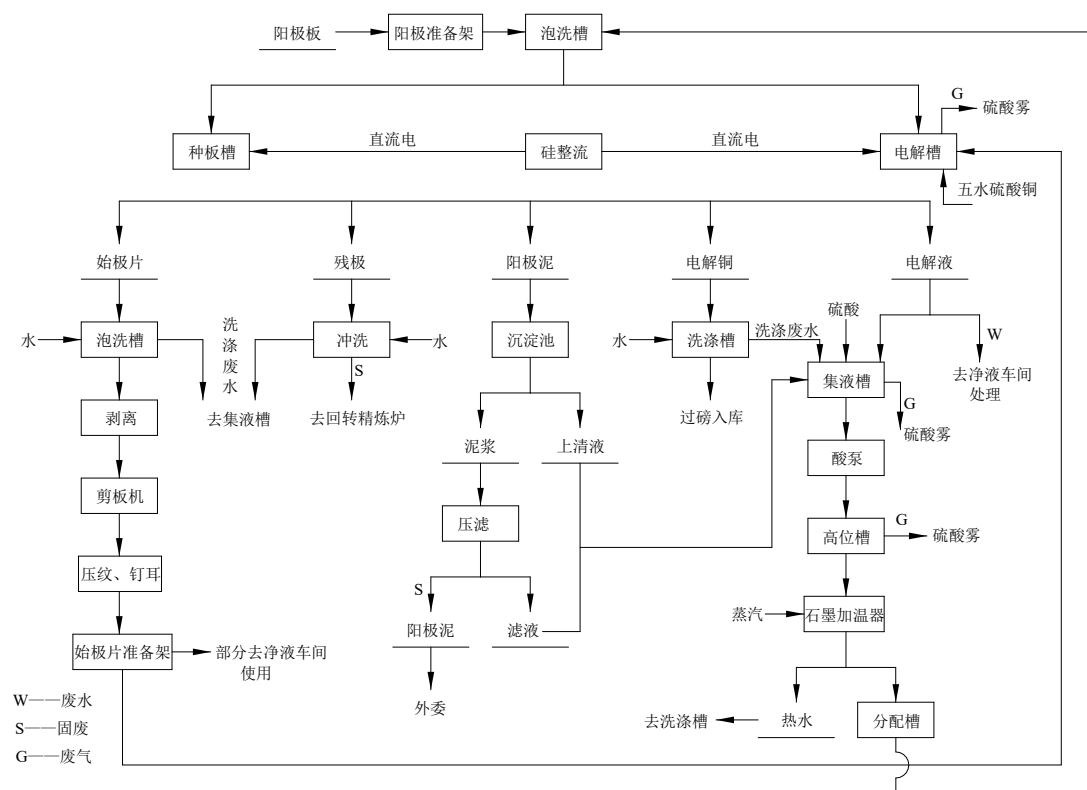 阳极板
阳极准备架
泡洗槽
G
硫酸雾
种板槽
直流电
硅整流
直流电
电解槽
五水硫酸铜
始极片
残极
阳极泥
电解铜
电解液
水
泡洗槽
洗涤废水
冲洗
水
沉淀池
水
洗涤槽
洗涤废水
硫酸
W
S
去集液槽
去回转精炼炉
过磅入库
集液槽
去净液车间
处理
G
硫酸雾
剥离
泥浆
上清液
酸泵
剪板机
压滤
高位槽
G
硫酸雾
压纹、钉耳
S
阳极泥
滤液
蒸汽
石墨加温器
始极片准备架
部分去净液车间
使用
外委
去洗涤槽
热水
分配槽
W——废水
S——固废
G——废气